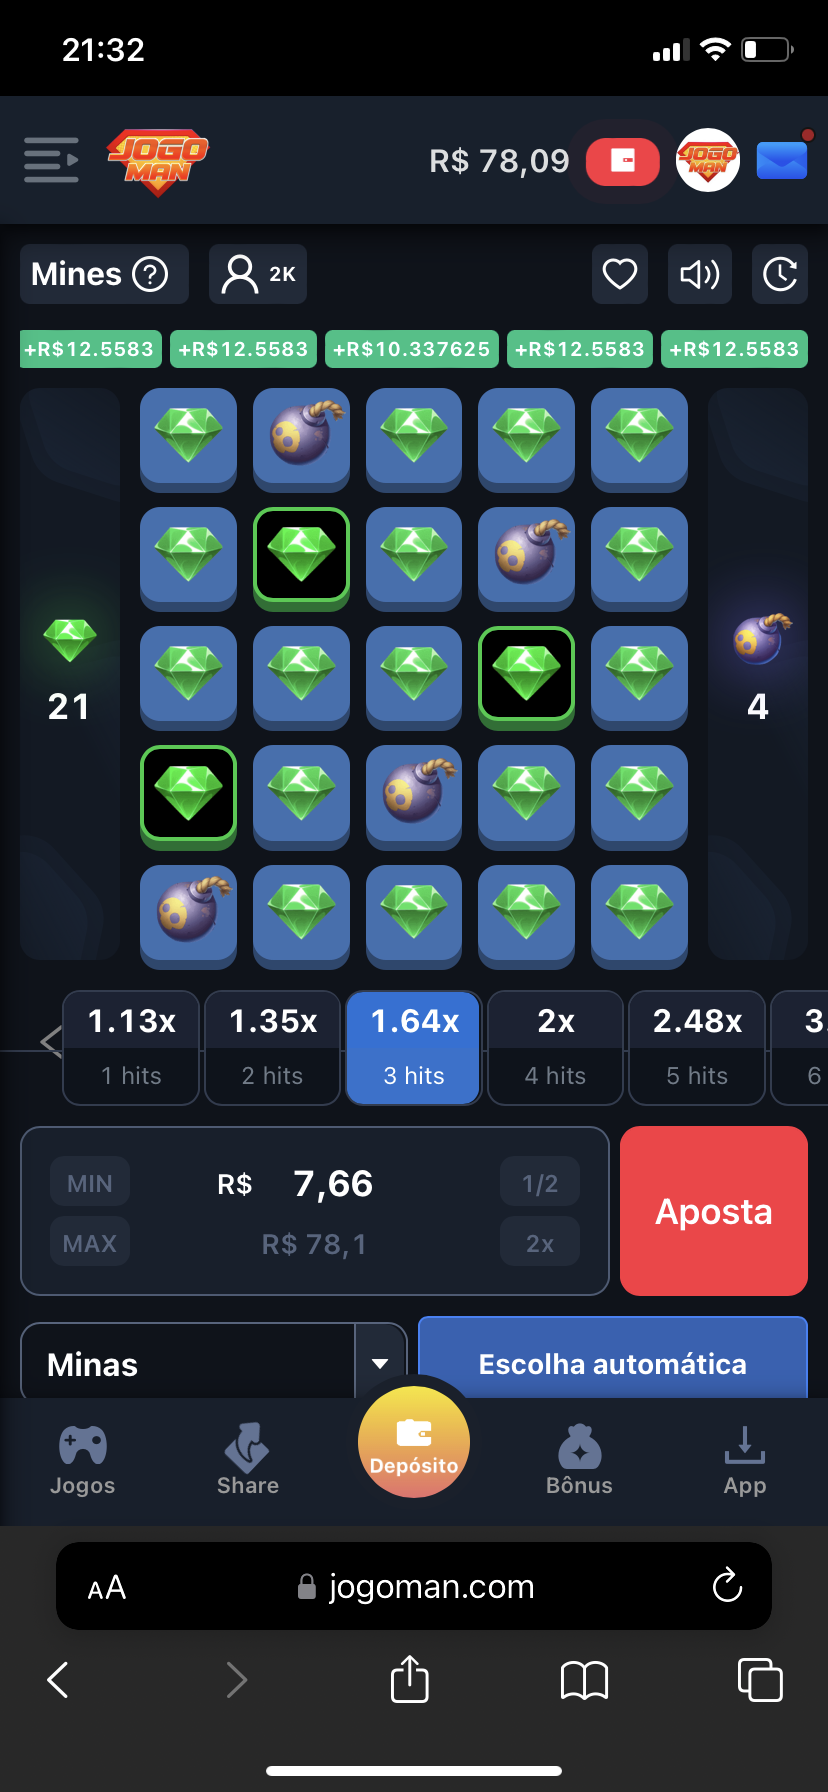 21:32
JOGO
MAN
R$ 78,09
JOGO
MAN
Mines ?
2K
+R$12.5583 +R$12.5583 +R$10.337625 +R$12.5583 +R$12.5583
21
4
1.13x 1.35x 1.64x 2x 2.48x 3.
1 hits 2 hits 3 hits 4 hits 5 hits 6
MIN R$ 7,66 1/2
MAX R$ 78,1 2x
Aposta
Minas
Escolha automática
Jogos Share Depósito Bônus App
AA jogoman.com